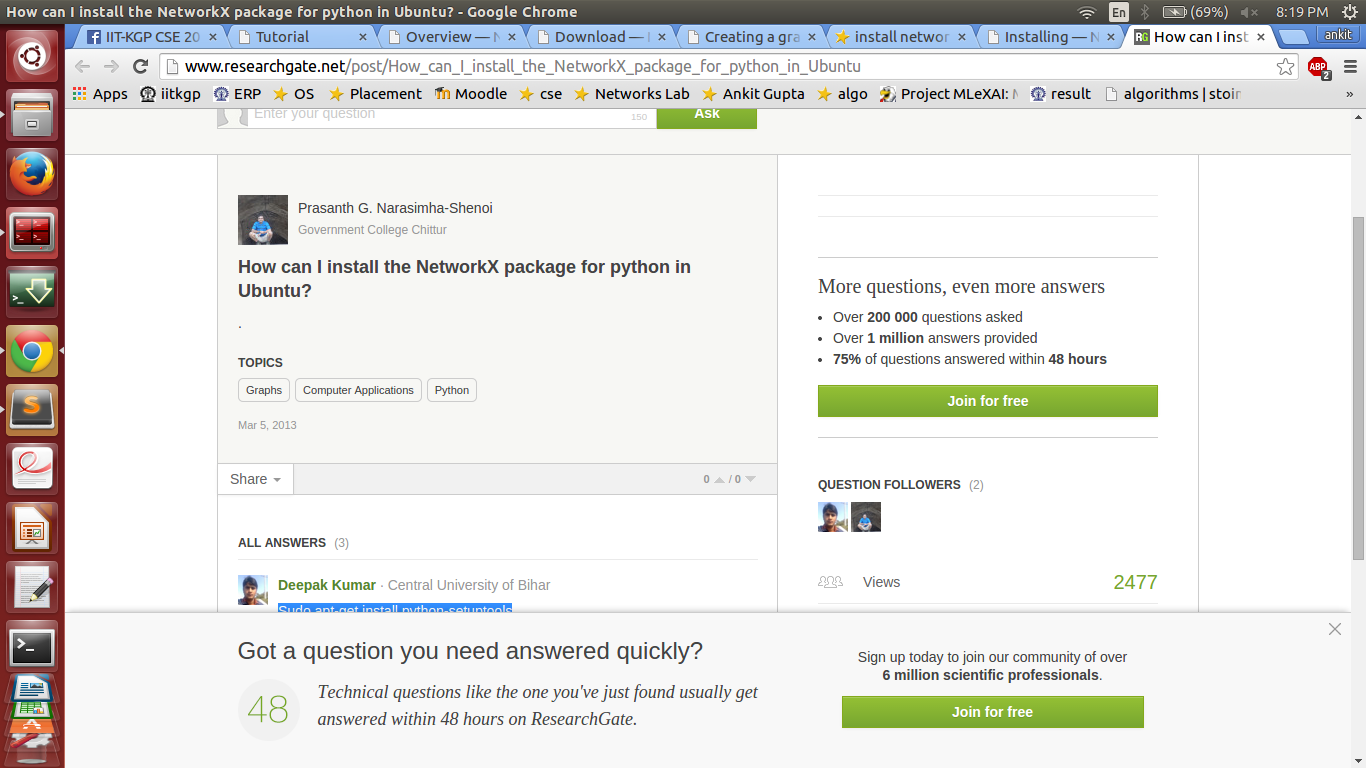 How can I install the NetworkX package for python in Ubuntu? - Google Chrome
En
(69%)
8:19 PM
IIT-KGP CSE 20
Tutorial
Overview — N
Download —
Creating a gra
install networ
Installing — N
RG
How can I inst
ankit
www.researchgate.net/post/How_can_I_install_the_NetworkX_package_for_python_in_Ubuntu
ABP
2
Apps
iitkgp
ERP
OS
Placement
Moodle
cse
Networks Lab
Ankit Gupta
algo
Project MLeXAI:
result
algorithms | stoir
»
Enter your question
150
Ask
Prasanth G. Narasimha-Shenoi
Government College Chittur
How can I install the NetworkX package for python in
Ubuntu?
.
TOPICS
Graphs
Computer Applications
Python
Mar 5, 2013
Share
0 / 0
ALL ANSWERS (3)
Deepak Kumar · Central University of Bihar
Sudo apt-get install python-setuptools
More questions, even more answers
• Over 200 000 questions asked
• Over 1 million answers provided
• 75% of questions answered within 48 hours
Join for free
QUESTION FOLLOWERS (2)
Views
2477
Got a question you need answered quickly?
48
Technical questions like the one you've just found usually get
answered within 48 hours on ResearchGate.
Sign up today to join our community of over
6 million scientific professionals.
Join for free